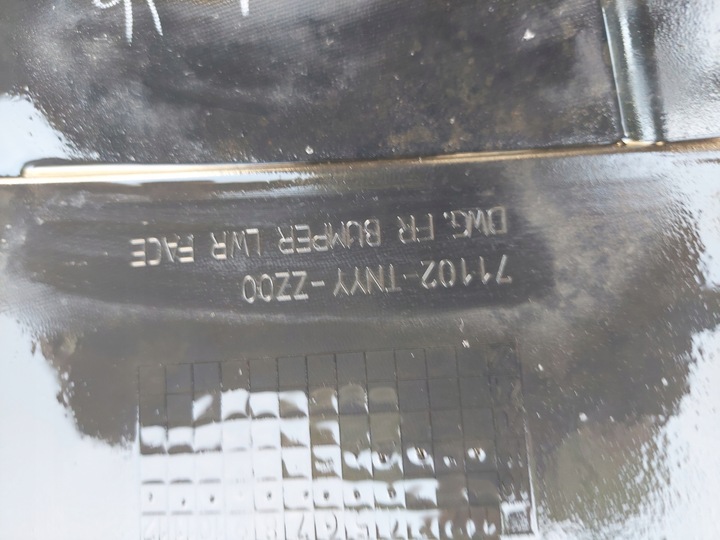 71102-TNYY-ZZ00
DWG. FR BUMPER LWR FACE